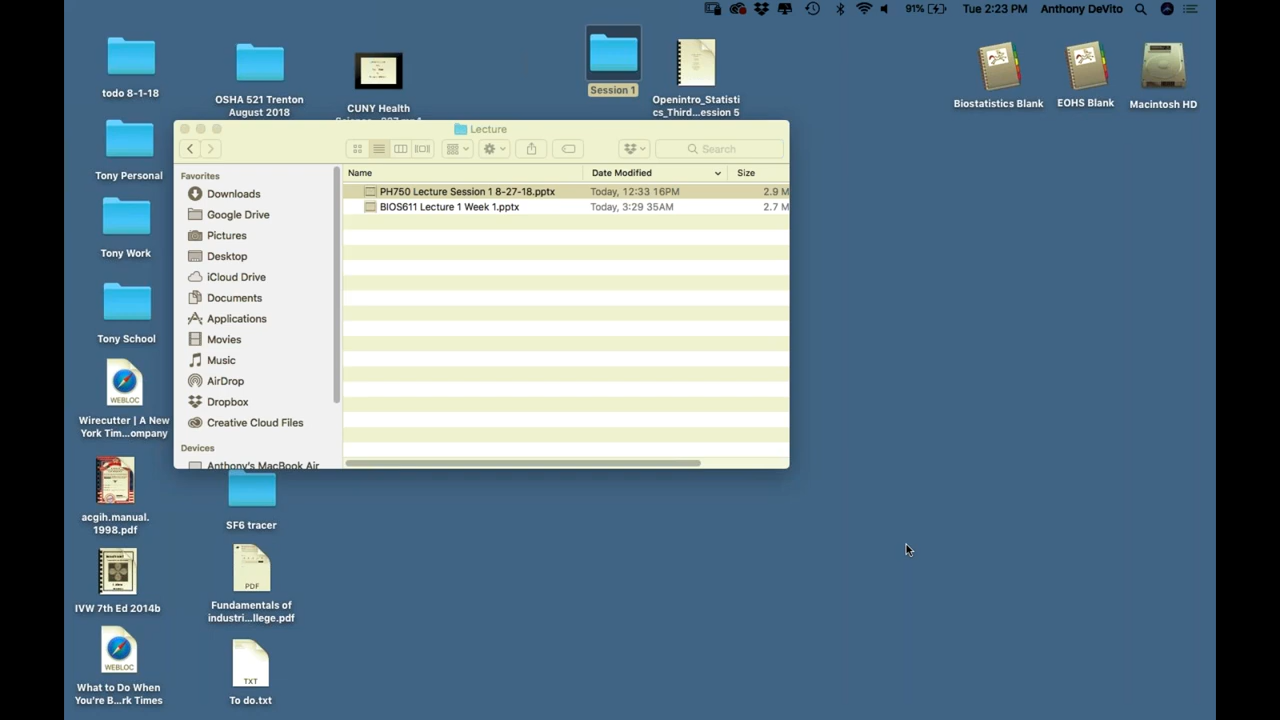 91%
Tue 2:23 PM
Anthony DeVito
todo 8-1-18
OSHA 521 Trenton
August 2018
CUNY Health
Session 1
Openintro_Statisti
cs_Third...ession 5
Biostatistics Blank
EOHS Blank
Macintosh HD
Tony Personal
Tony Work
Tony School
WEBLOC
Wirecutter | A New
York Tim...ompany
acgih.manual.
1998.pdf
IVW 7th Ed 2014b
WEBLOC
What to Do When
You're B...rk Times
Lecture
Search
Favorites
Downloads
Google Drive
Pictures
Desktop
iCloud Drive
Documents
Applications
Movies
Music
AirDrop
Dropbox
Creative Cloud Files
Devices
Anthony's MacBook Air
Name
Date Modified
Size
PH750 Lecture Session 1 8-27-18.pptx
Today, 12:33 16PM
2.9 M
BIOS611 Lecture 1 Week 1.pptx
Today, 3:29 35AM
2.7 M
SF6 tracer
PDF
Fundamentals of
industri...llege.pdf
TXT
To do.txt